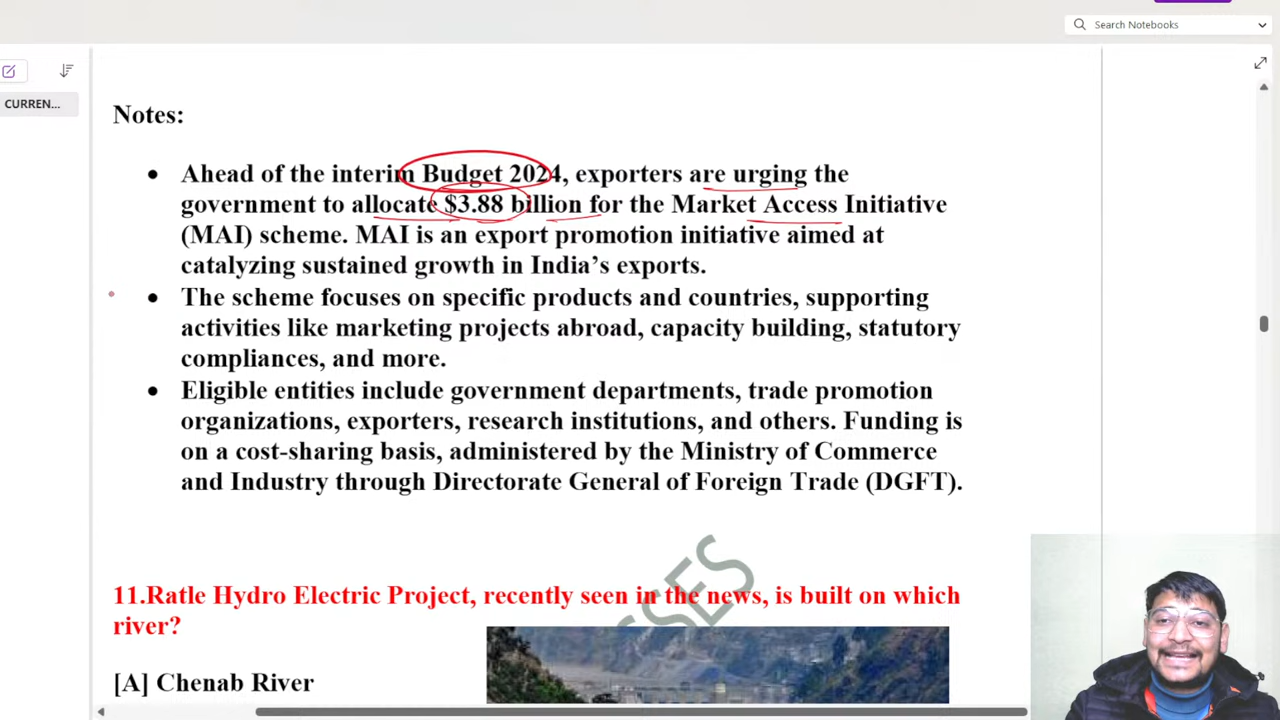 Search Notebooks
CURREN...
Notes:
• Ahead of the interim Budget 2024, exporters are urging the
government to allocate $3.88 billion for the Market Access Initiative
(MAI) scheme. MAI is an export promotion initiative aimed at
catalyzing sustained growth in India’s exports.
• The scheme focuses on specific products and countries, supporting
activities like marketing projects abroad, capacity building, statutory
compliances, and more.
• Eligible entities include government departments, trade promotion
organizations, exporters, research institutions, and others. Funding is
on a cost-sharing basis, administered by the Ministry of Commerce
and Industry through Directorate General of Foreign Trade (DGFT).
11.Ratle Hydro Electric Project, recently seen in the news, is built on which
river?
[A] Chenab River